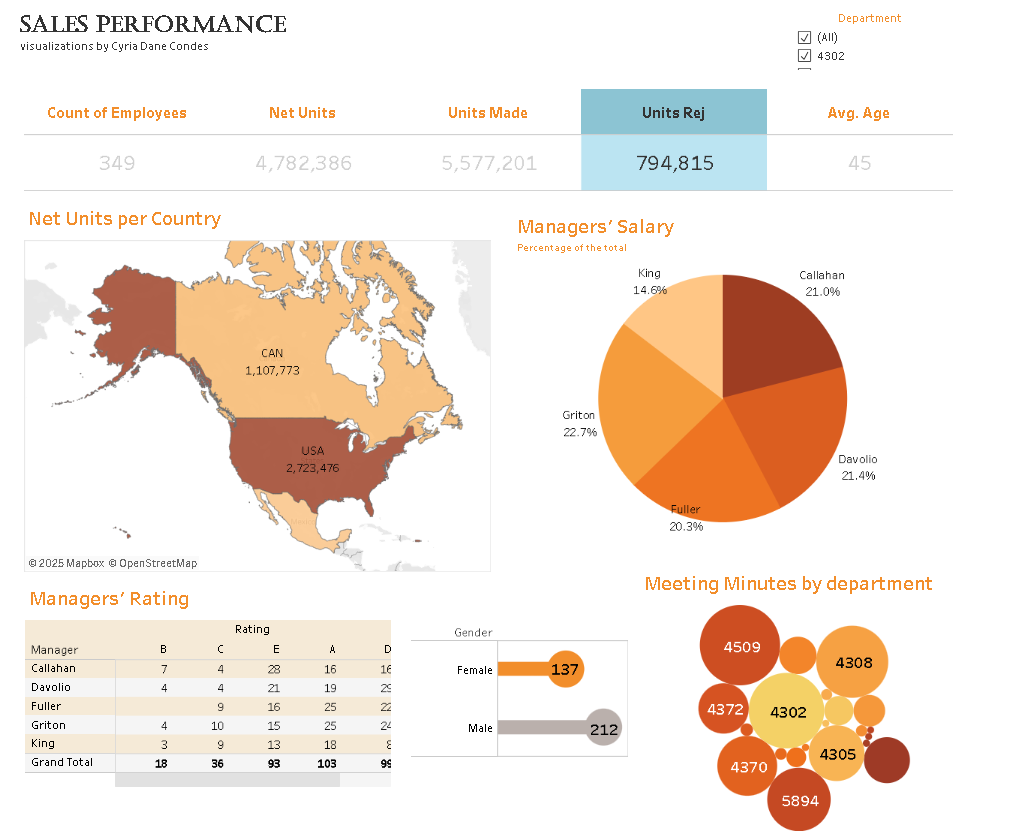 SALES PERFORMANCE
visualizations by Cyria Dane Condes
Department
(All)
4302
Count of Employees Net Units Units Made Units Rej Avg. Age
349 4,782,386 5,577,201 794,815 45
Net Units per Country
CAN
1,107,773
USA
2,723,476
© 2025 Mapbox © OpenStreetMap
Managers' Salary
Percentage of the total
King
14.6%
Callahan
21.0%
Griton
22.7%
Davolio
21.4%
Fuller
20.3%
Managers' Rating
Rating
Manager B C E A D
Callahan 7 4 28 16 16
Davolio 4 4 21 19 29
Fuller 9 16 25 22
Griton 4 10 15 25 24
King 3 9 13 18 8
Grand Total 18 36 93 103 99
Gender
Female 137
Male 212
Meeting Minutes by department
4509
4308
4372
4302
4305
4370
5894